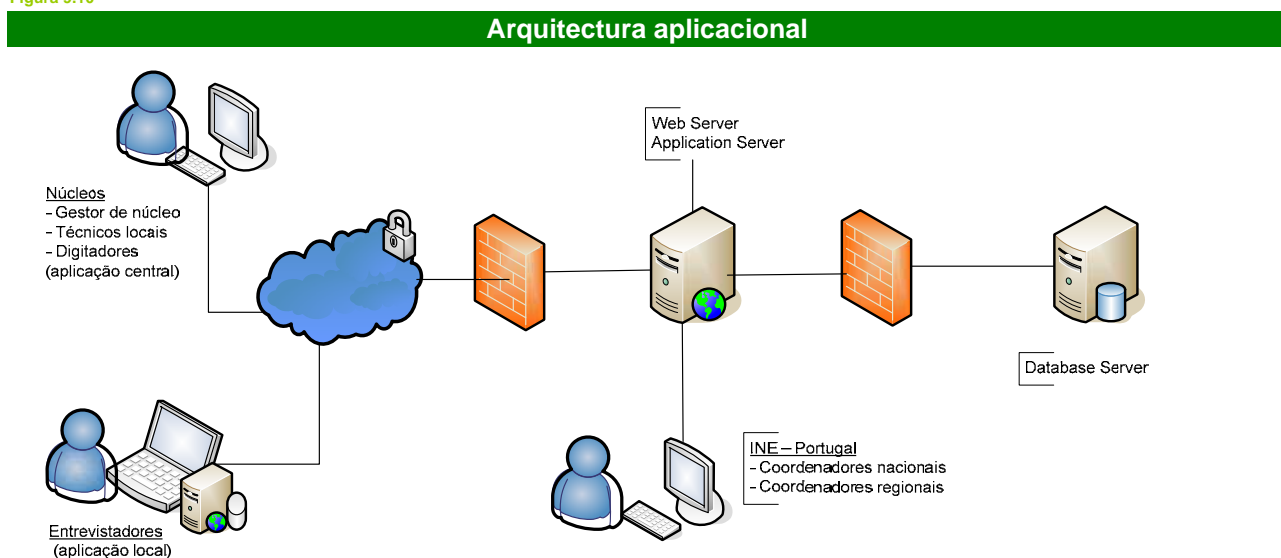 Arquitectura aplicacional
Web Server
Application Server
Núcleos
- Gestor de núcleo
- Técnicos locais
- Digitadores
(aplicação central)
Database Server
INE – Portugal
- Coordenadores nacionais
- Coordenadores regionais
Entrevistadores
(aplicação local)